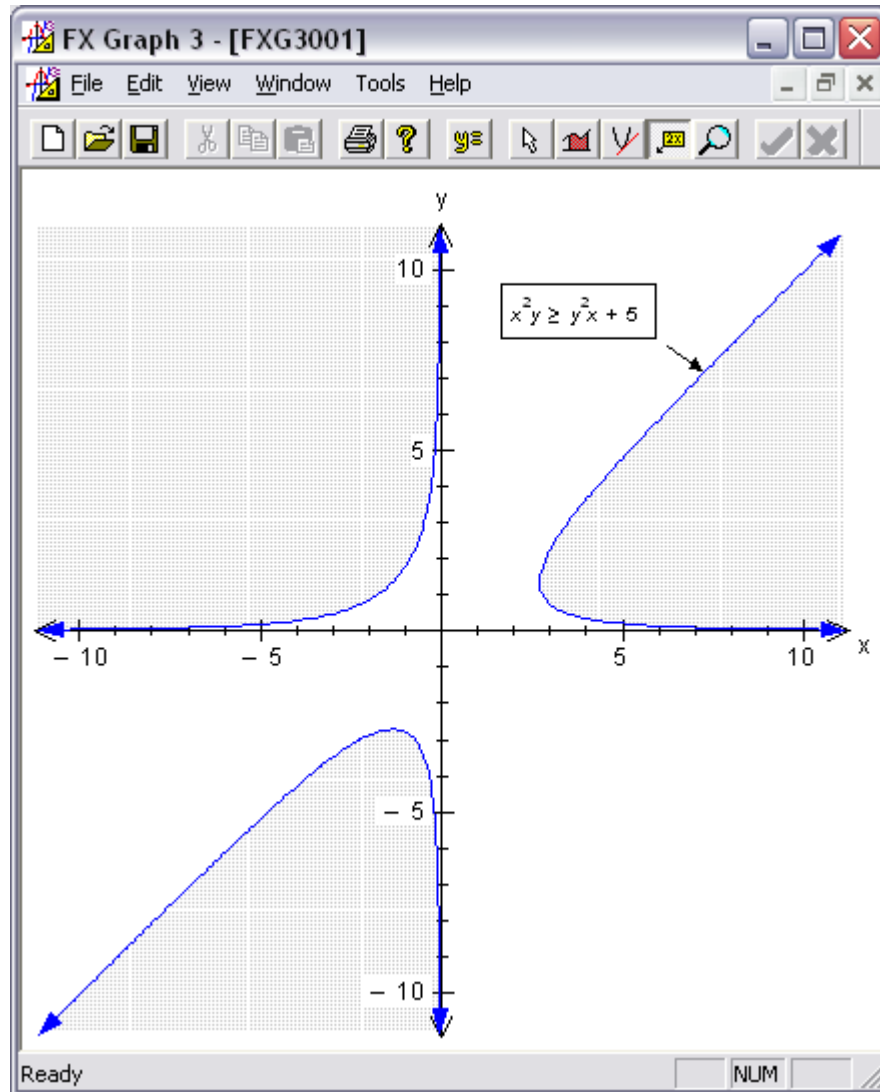 FX Graph 3 - [FXG3001]
File Edit View Window Tools Help
y=
2X
y
10
x²y ≥ y²x + 5
5
– 10 – 5 5 10 x
– 5
– 10
Ready NUM